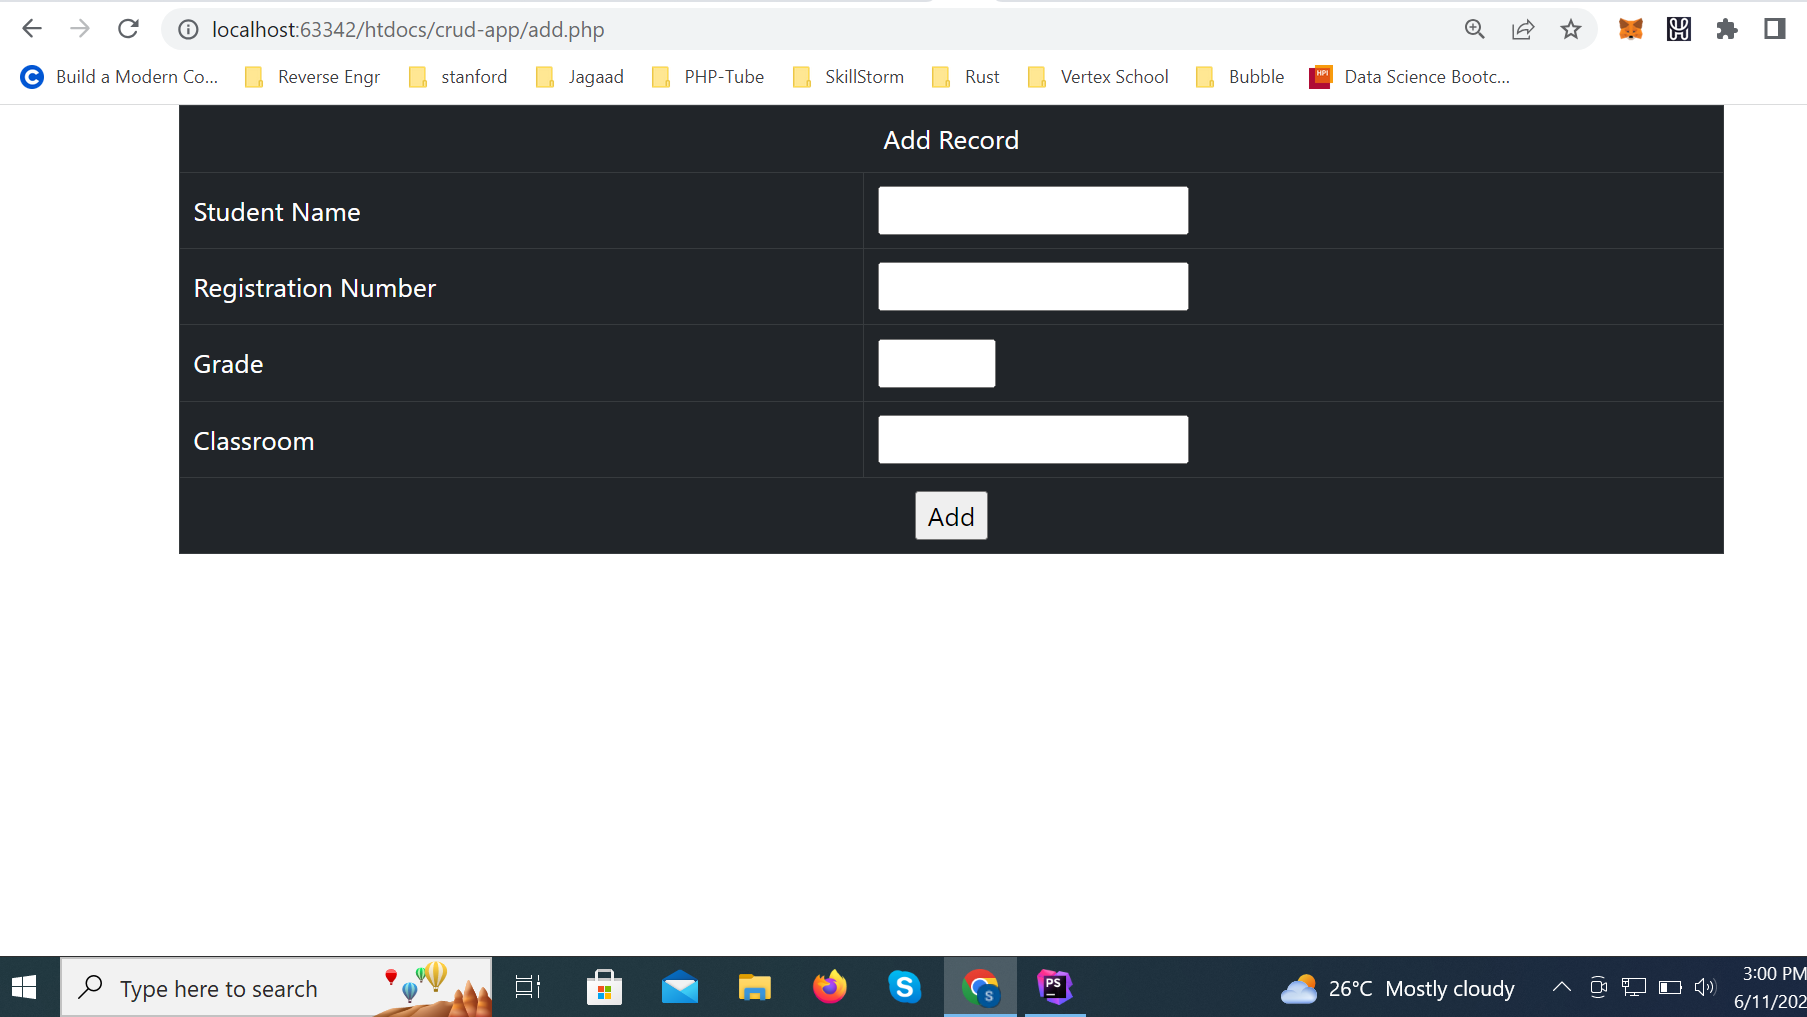 localhost:63342/htdocs/crud-app/add.php
Build a Modern Co... Reverse Engr stanford Jagaad PHP-Tube SkillStorm Rust Vertex School Bubble HPI Data Science Bootc...
Add Record
Student Name
Registration Number
Grade
Classroom
Add
Type here to search
S
S
PS
26°C Mostly cloudy
3:00 PM
6/11/202